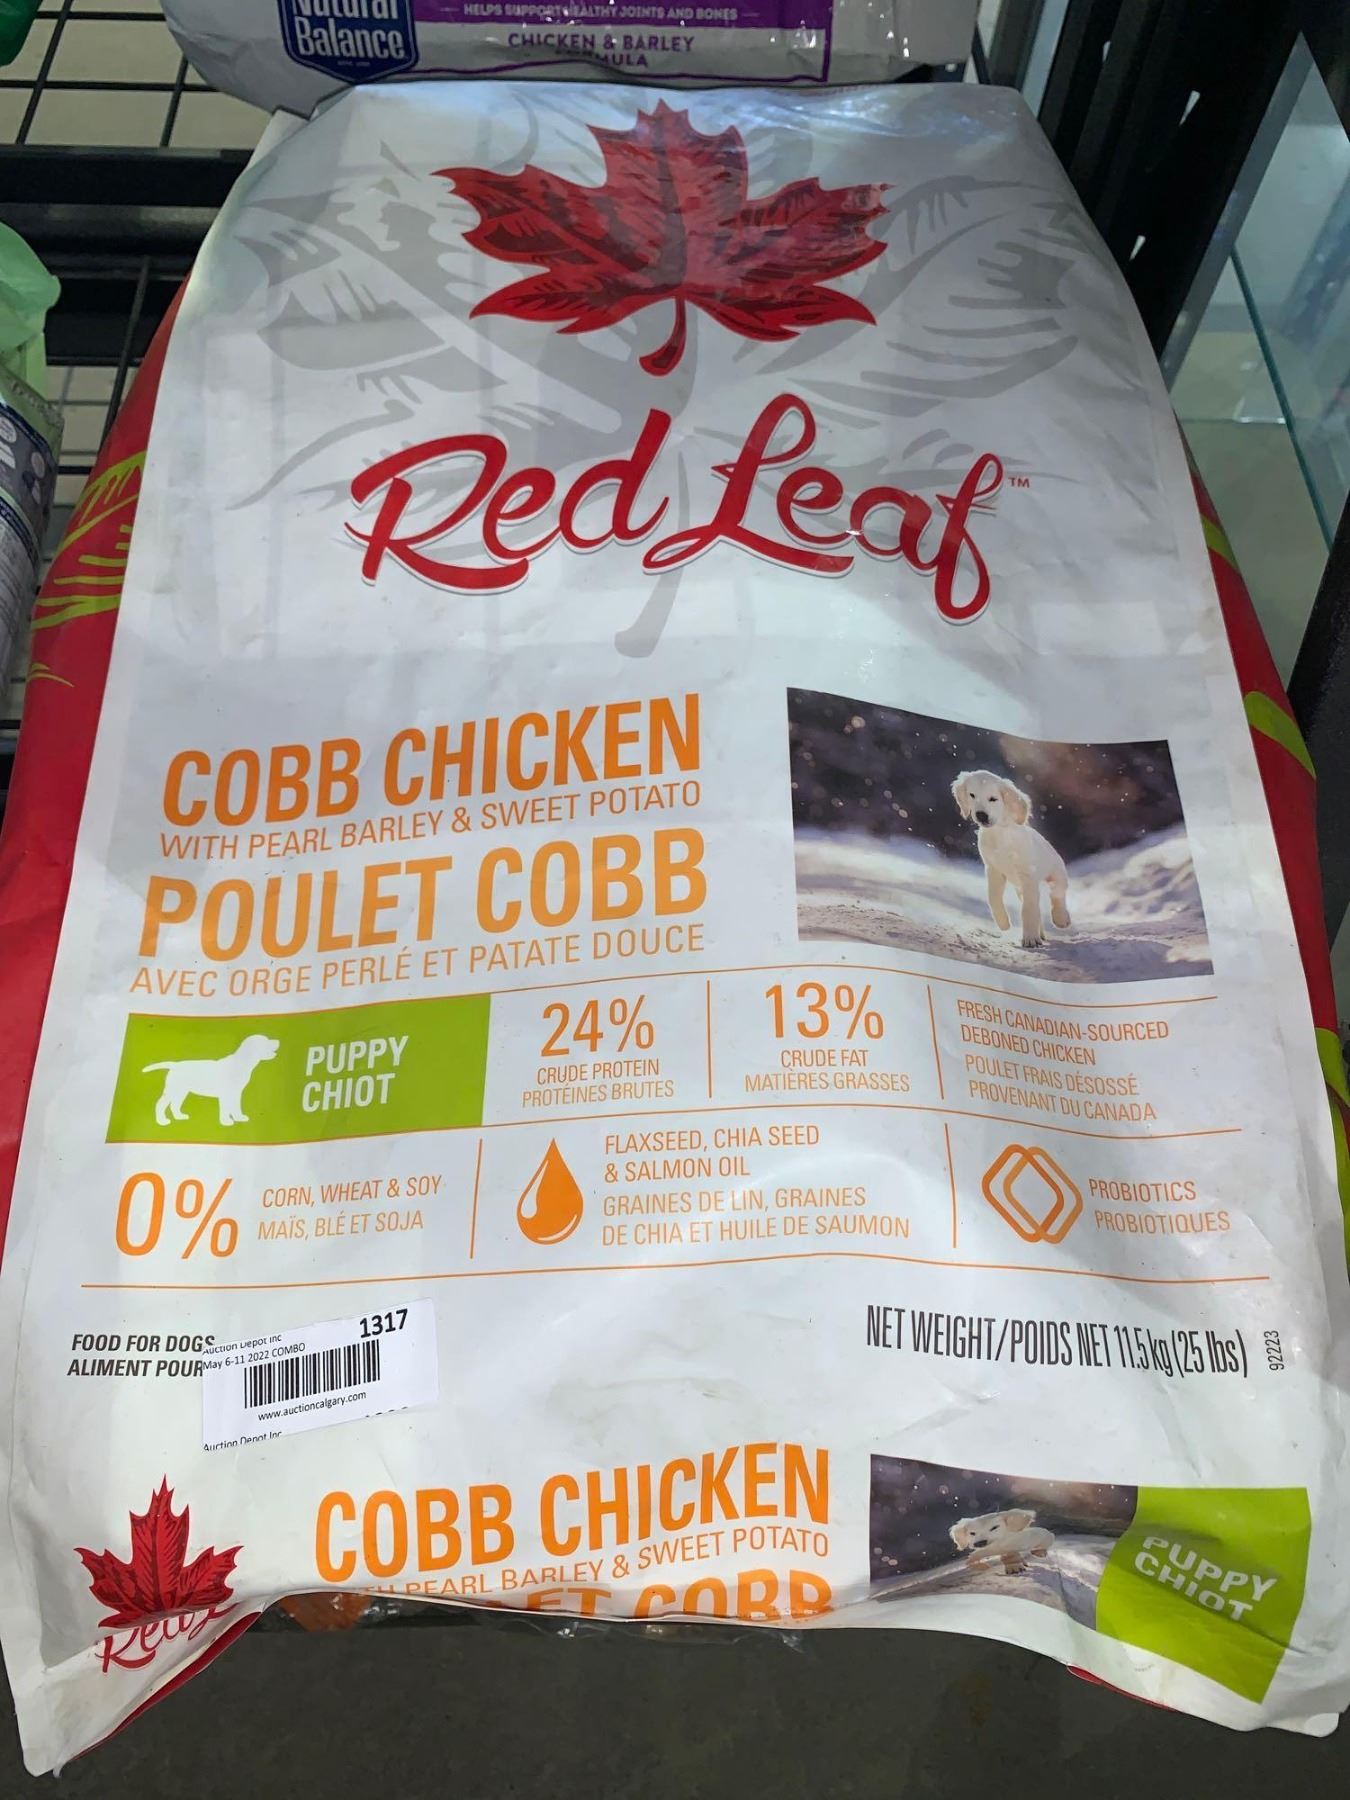 Natural
Balance
HELPS SUPPORT HEALTHY JOINTS AND BONES
CHICKEN & BARLEY
Red Leaf™
COBB CHICKEN
WITH PEARL BARLEY & SWEET POTATO
POULET COBB
AVEC ORGE PERLÉ ET PATATE DOUCE
PUPPY
CHIOT
24%
CRUDE PROTEIN
PROTÉINES BRUTES
13%
CRUDE FAT
MATIÈRES GRASSES
FRESH CANADIAN-SOURCED
DEBONED CHICKEN
POULET FRAIS DÉSOSSÉ
PROVENANT DU CANADA
0%
CORN, WHEAT & SOY
MAÏS, BLÉ ET SOJA
FLAXSEED, CHIA SEED
& SALMON OIL
GRAINES DE LIN, GRAINES
DE CHIA ET HUILE DE SAUMON
PROBIOTICS
PROBIOTIQUES
FOOD FOR DOGS
ALIMENT POUR
Auction Depot Inc
1317
May 6-11 2022 COMBO
www.auctioncalgary.com
Auction Depot Inc
NET WEIGHT/POIDS NET 11.5 kg (25 lbs)
92223
COBB CHICKEN
PEARL BARLEY & SWEET POTATO
COBB
Red
PUPPY
CHIOT